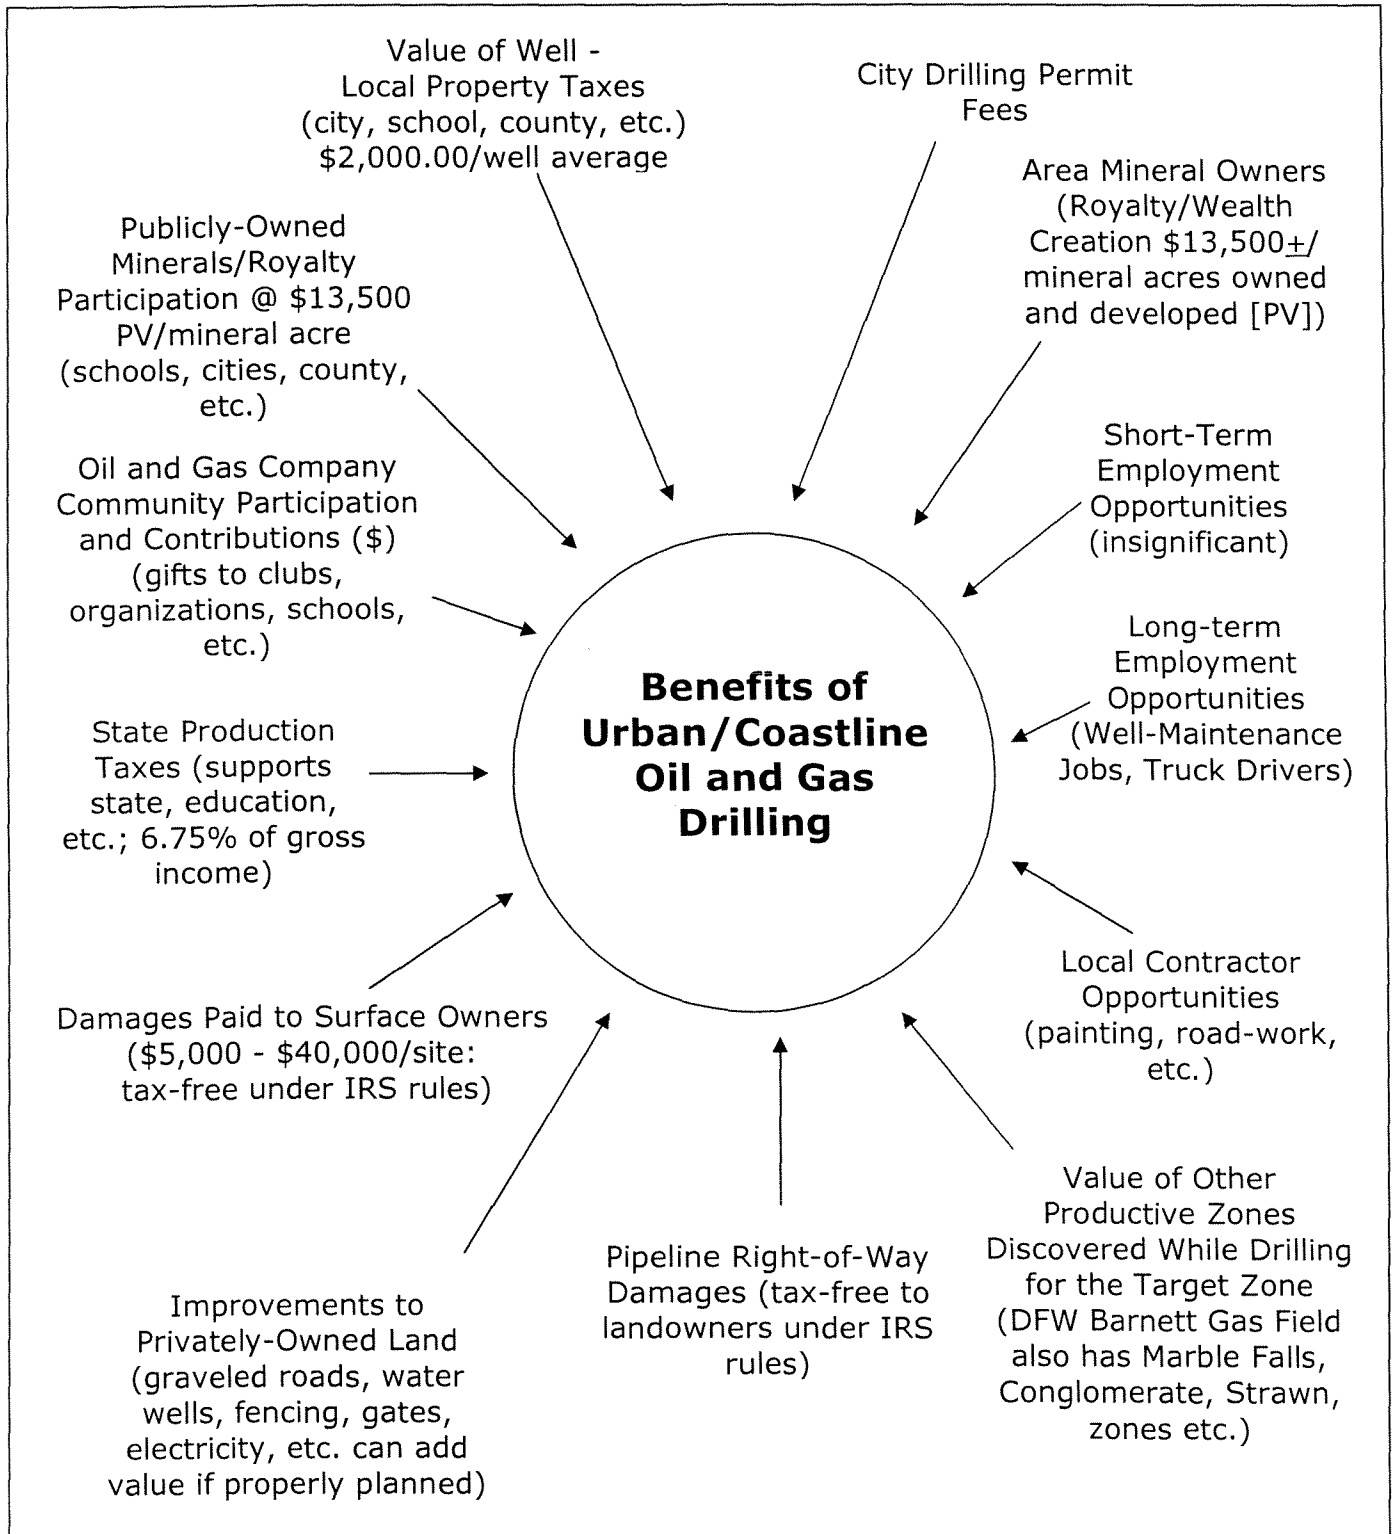 Value of Well -
Local Property Taxes
(city, school, county, etc.)
$2,000.00/well average
City Drilling Permit
Fees
Area Mineral Owners
(Royalty/Wealth
Creation $13,500±/
mineral acres owned
and developed [PV])
Publicly-Owned
Minerals/Royalty
Participation @ $13,500
PV/mineral acre
(schools, cities, county,
etc.)
Short-Term
Employment
Opportunities
(insignificant)
Oil and Gas Company
Community Participation
and Contributions ($)
(gifts to clubs,
organizations, schools,
etc.)
Long-term
Employment
Opportunities
(Well-Maintenance
Jobs, Truck Drivers)
Benefits of
Urban/Coastline
Oil and Gas
Drilling
State Production
Taxes (supports
state, education,
etc.; 6.75% of gross
income)
Local Contractor
Opportunities
(painting, road-work,
etc.)
Damages Paid to Surface Owners
($5,000 - $40,000/site:
tax-free under IRS rules)
Value of Other
Productive Zones
Discovered While Drilling
for the Target Zone
(DFW Barnett Gas Field
also has Marble Falls,
Conglomerate, Strawn,
zones etc.)
Pipeline Right-of-Way
Damages (tax-free to
landowners under IRS
rules)
Improvements to
Privately-Owned Land
(graveled roads, water
wells, fencing, gates,
electricity, etc. can add
value if properly planned)